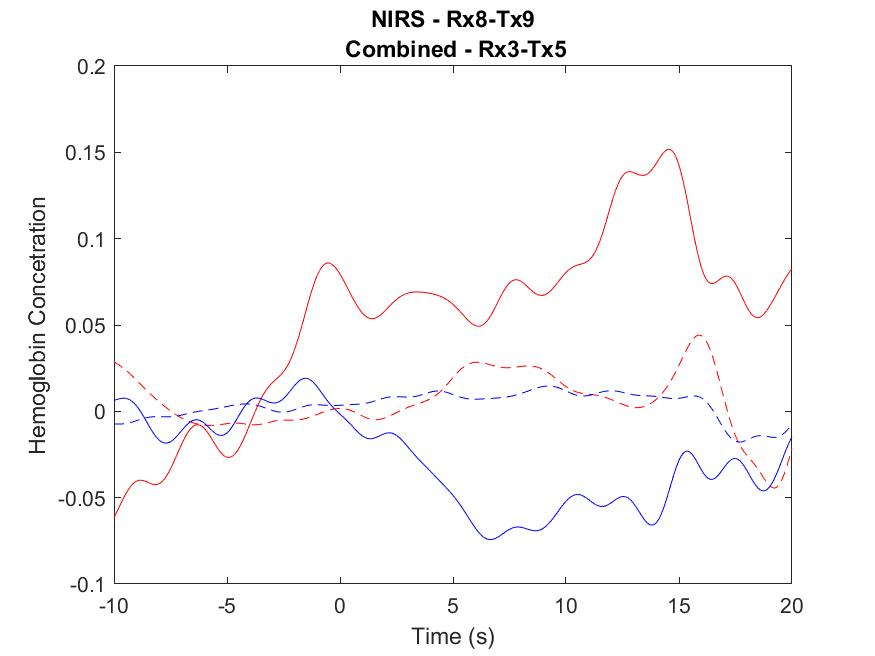 NIRS - Rx8-Tx9
Combined - Rx3-Tx5
0.2
0.15
0.1
0.05
0
-0.05
-0.1
Hemoglobin Concetration
-10 -5 0 5 10 15 20
Time (s)